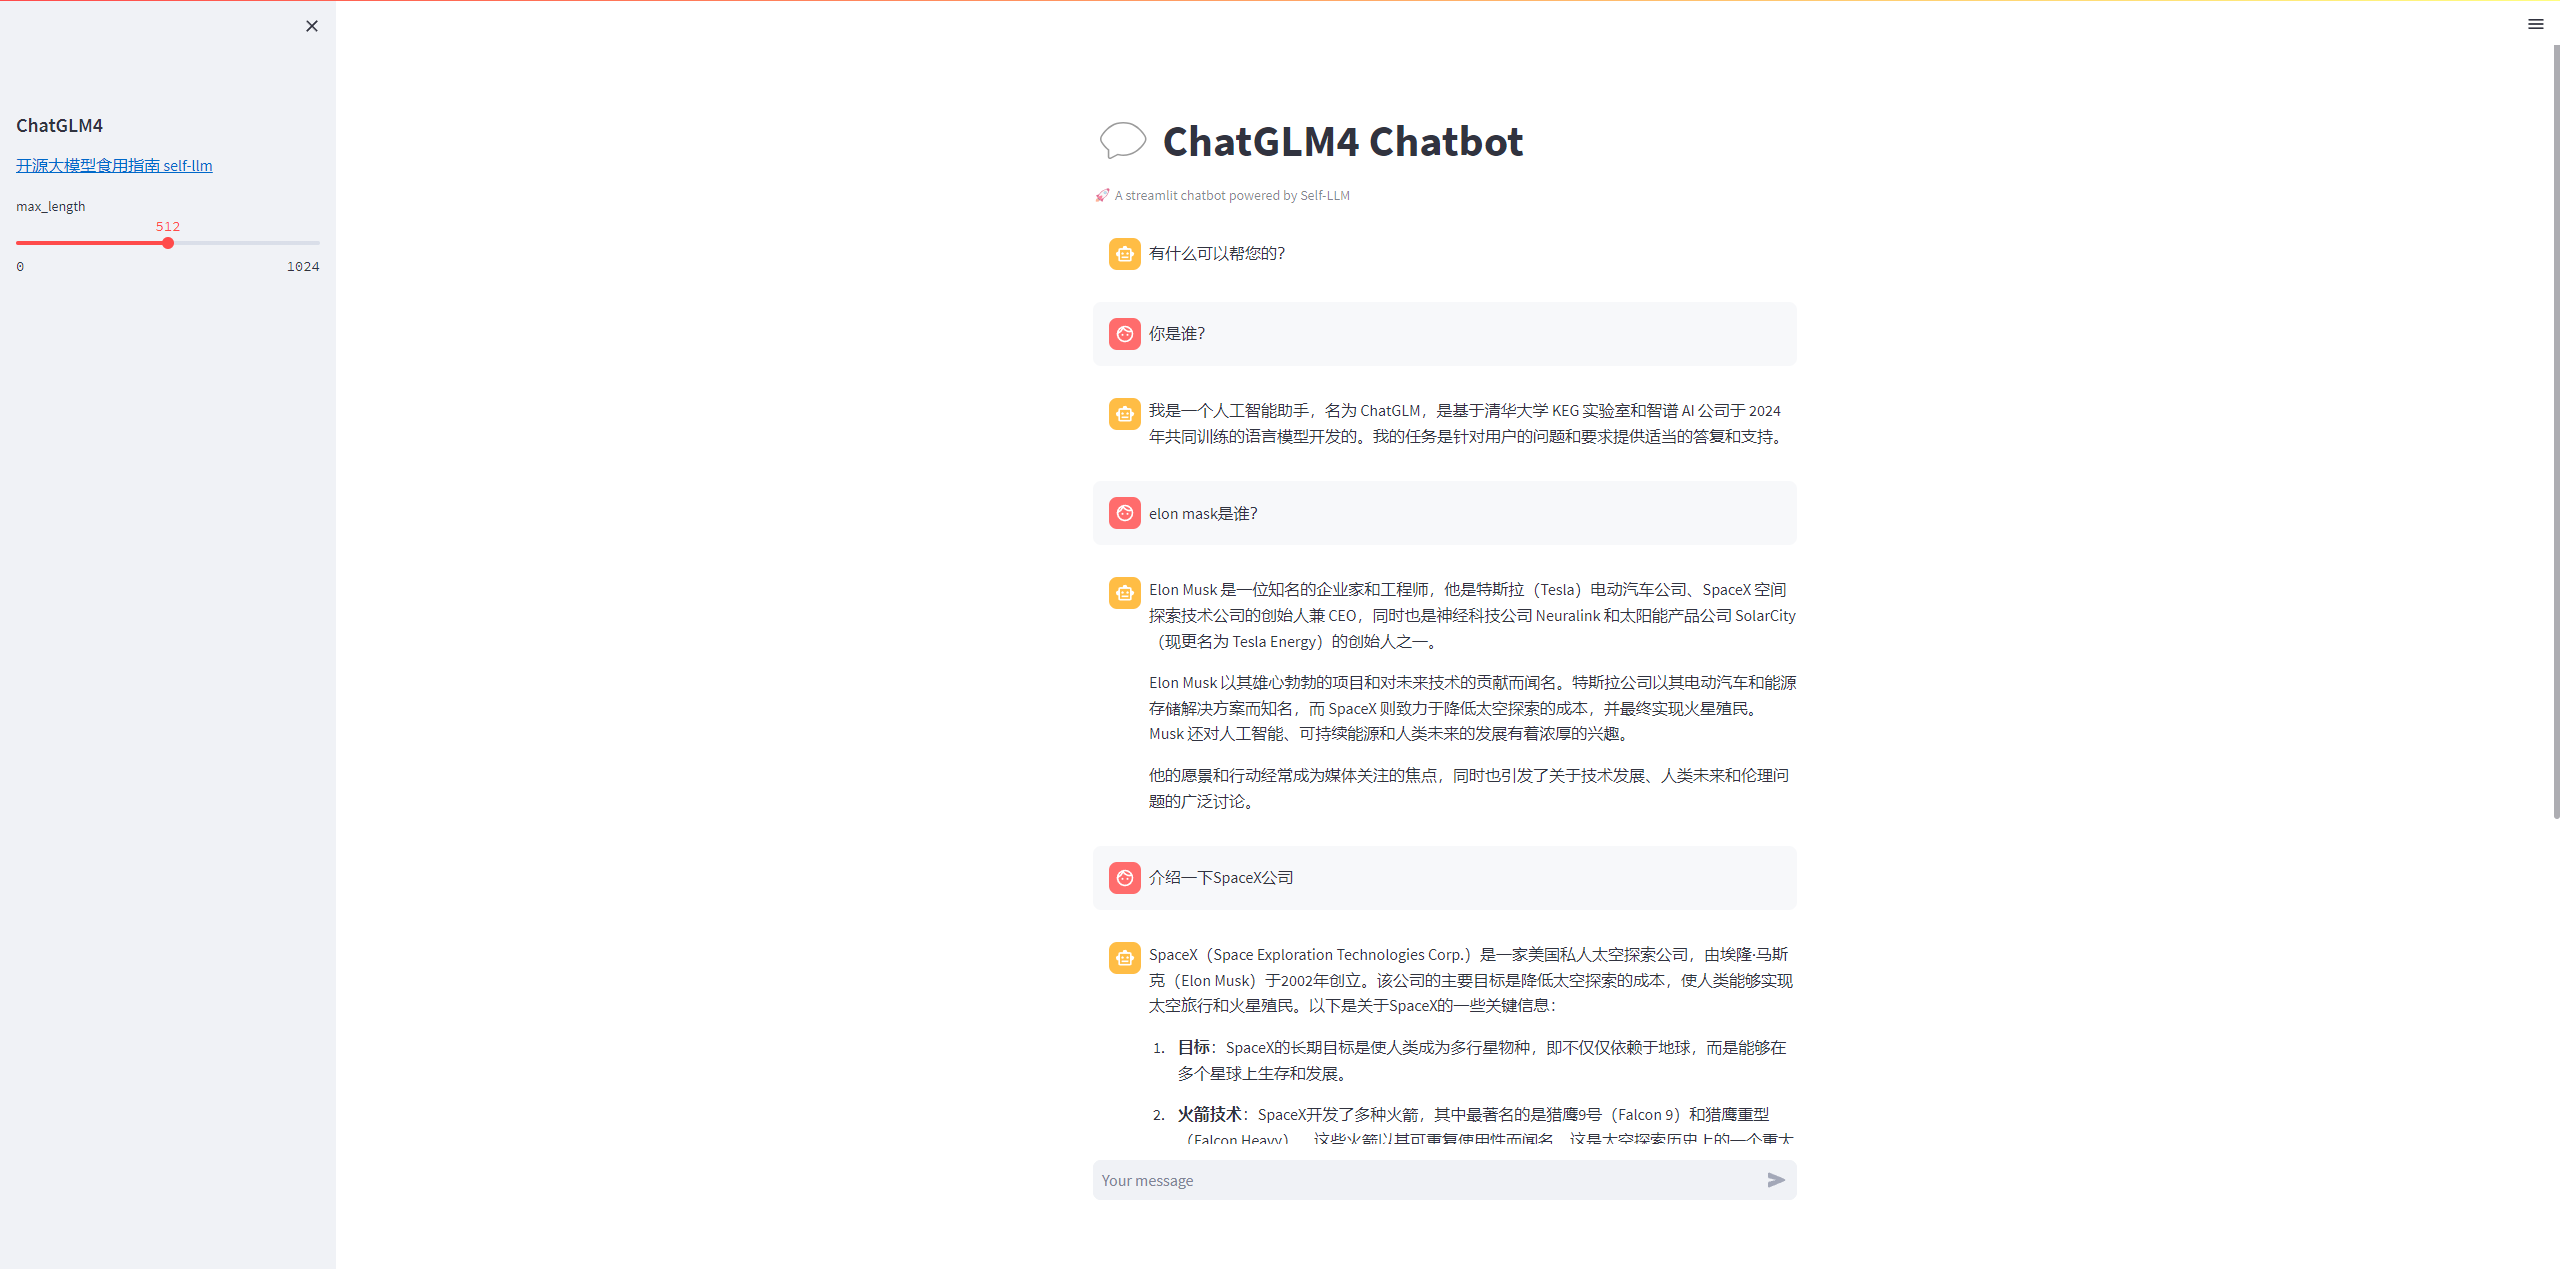 ChatGLM4
开源大模型食用指南 self-llm
max_length
512
0
1024
ChatGLM4 Chatbot
A streamlit chatbot powered by Self-LLM
有什么可以帮您的?
你是谁?
我是一个人工智能助手，名为 ChatGLM，是基于清华大学 KEG 实验室和智谱 AI 公司于 2024
年共同训练的语言模型开发的。我的任务是针对用户的问题和要求提供适当的答复和支持。
elon mask是谁?
Elon Musk 是一位知名的企业家和工程师，他是特斯拉（Tesla）电动汽车公司、SpaceX 空间
探索技术公司的创始人兼 CEO，同时也是神经科技公司 Neuralink 和太阳能产品公司 SolarCity
（现更名为 Tesla Energy）的创始人之一。
Elon Musk 以其雄心勃勃的项目和对未来技术的贡献而闻名。特斯拉公司以其电动汽车和能源
存储解决方案而知名，而 SpaceX 则致力于降低太空探索的成本，并最终实现火星殖民。
Musk 还对人工智能、可持续能源和人类未来的发展有着浓厚的兴趣。
他的愿景和行动经常成为媒体关注的焦点，同时也引发了关于技术发展、人类未来和伦理问
题的广泛讨论。
介绍一下SpaceX公司
SpaceX（Space Exploration Technologies Corp.）是一家美国私人太空探索公司，由埃隆·马斯
克（Elon Musk）于2002年创立。该公司的主要目标是降低太空探索的成本，使人类能够实现
太空旅行和火星殖民。以下是关于SpaceX的一些关键信息：
1. 目标：SpaceX的长期目标是使人类成为多行星物种，即不仅仅依赖于地球，而是能够在
多个星球上生存和发展。
2. 火箭技术：SpaceX开发了多种火箭，其中最著名的是猎鹰9号（Falcon 9）和猎鹰重型
（Falcon Heavy）。这些火箭以其可重复使用性而闻名，这是太空探索历史上的一个重大
Your message